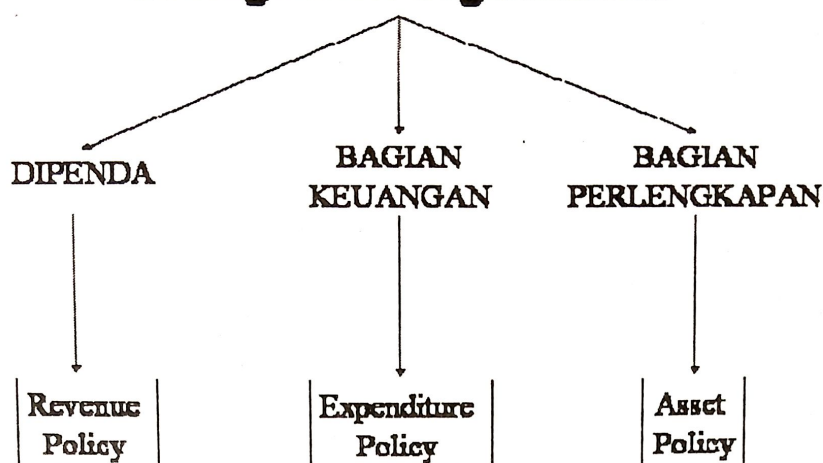 DIPENDA
BAGIAN
KEUANGAN
BAGIAN
PERLENGKAPAN
Revenue
Policy
Expenditure
Policy
Asset
Policy